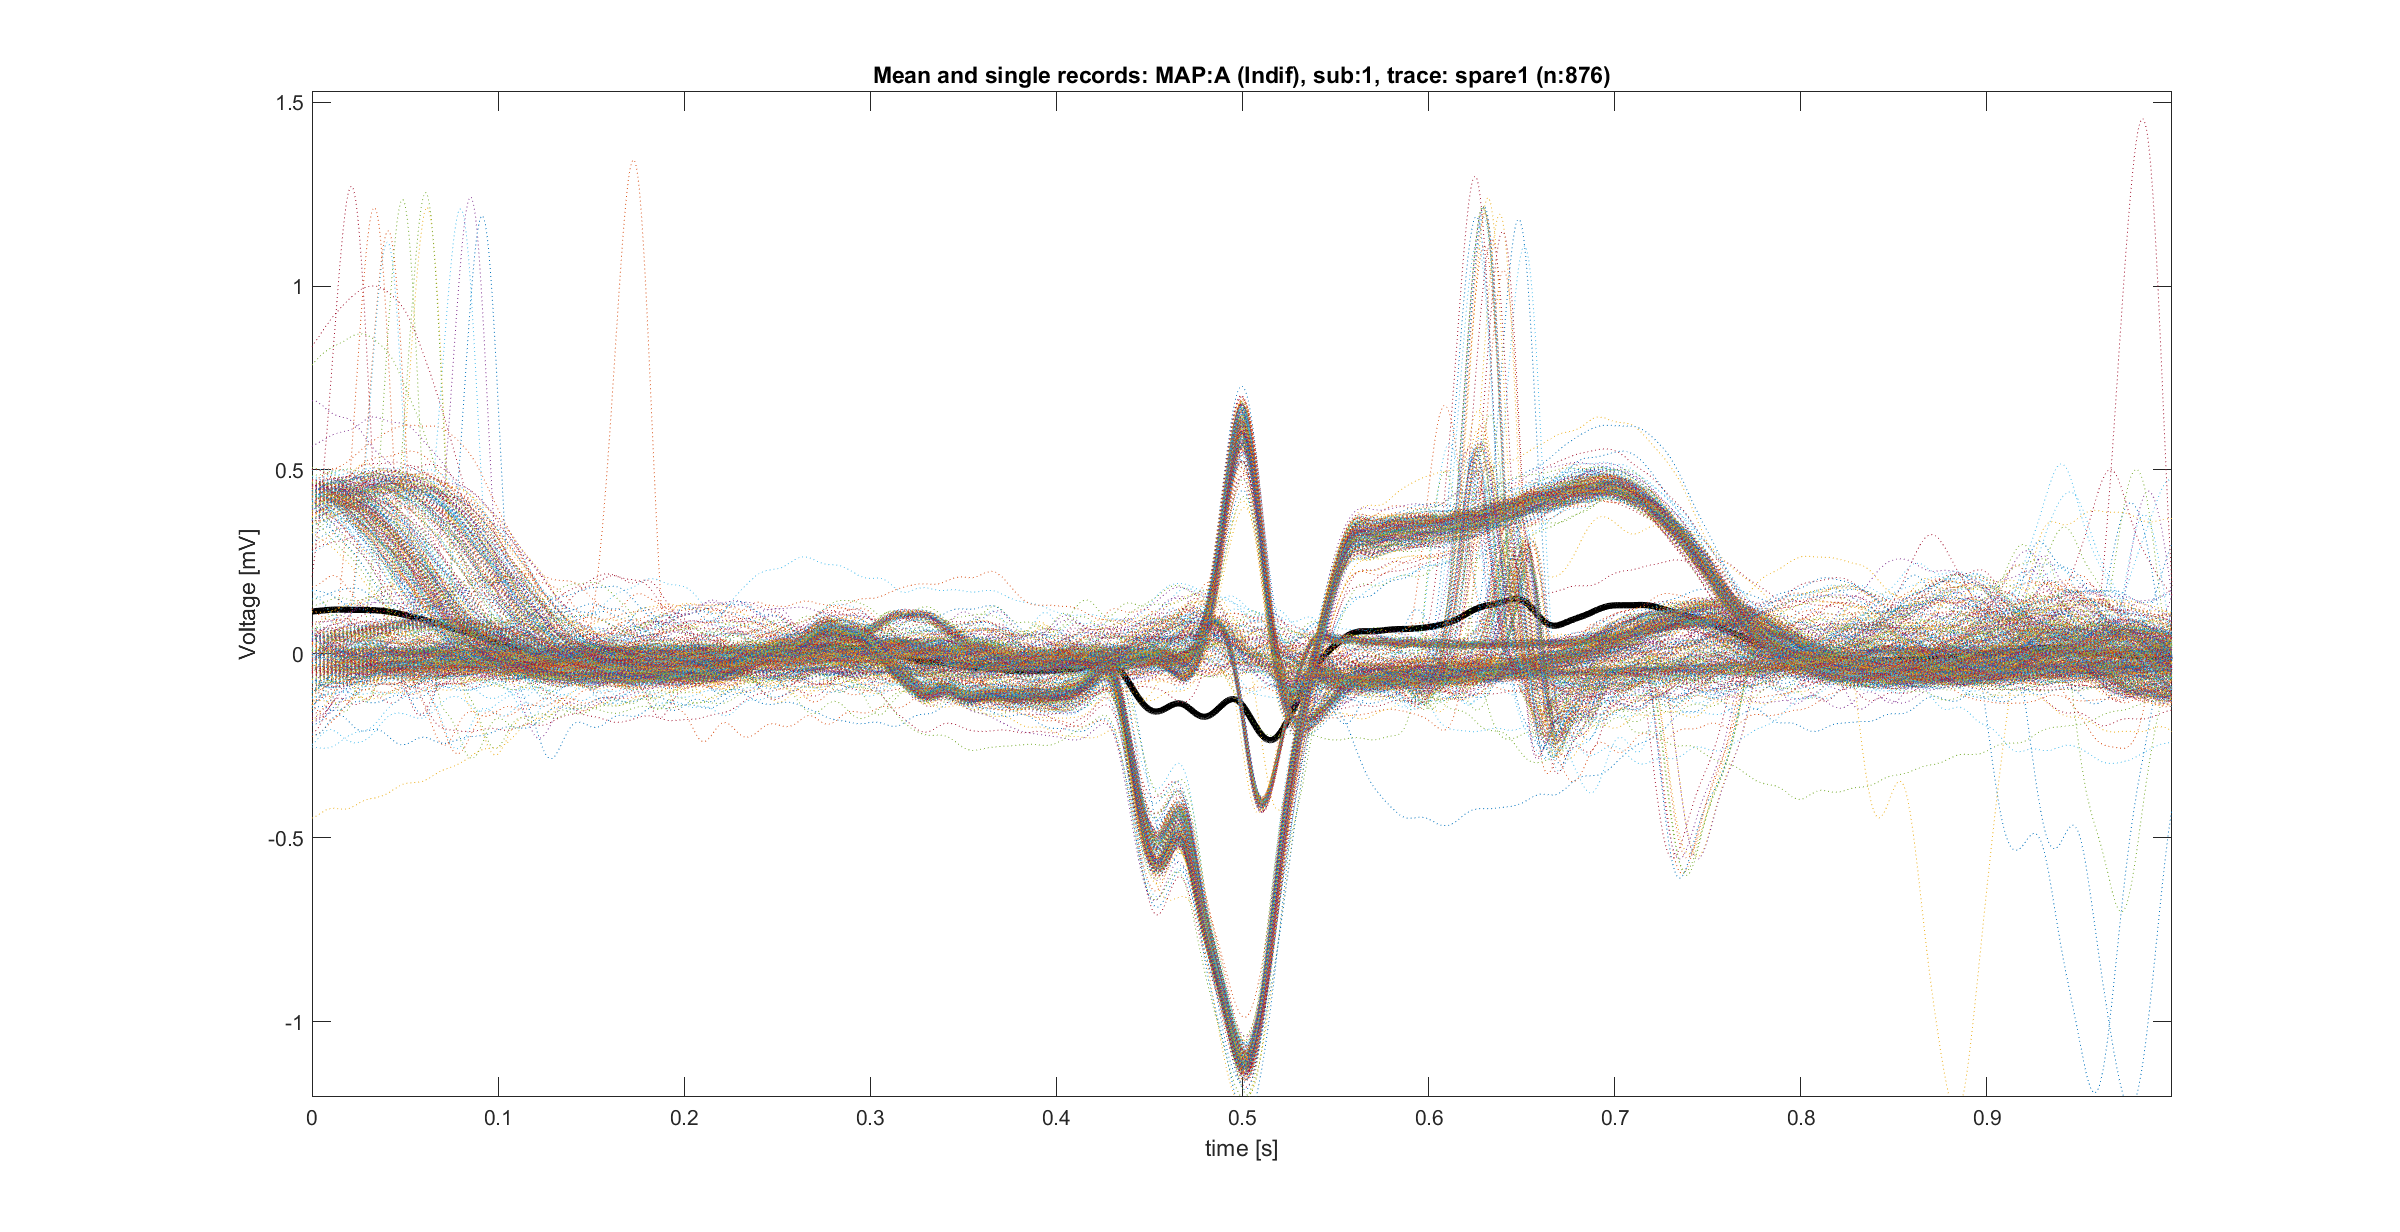 Mean and single records: MAP:A (Indif), sub:1, trace: spare1 (n:876)
Voltage [mV]
1.5
1
0.5
0
-0.5
-1
0 0.1 0.2 0.3 0.4 0.5 0.6 0.7 0.8 0.9
time [s]